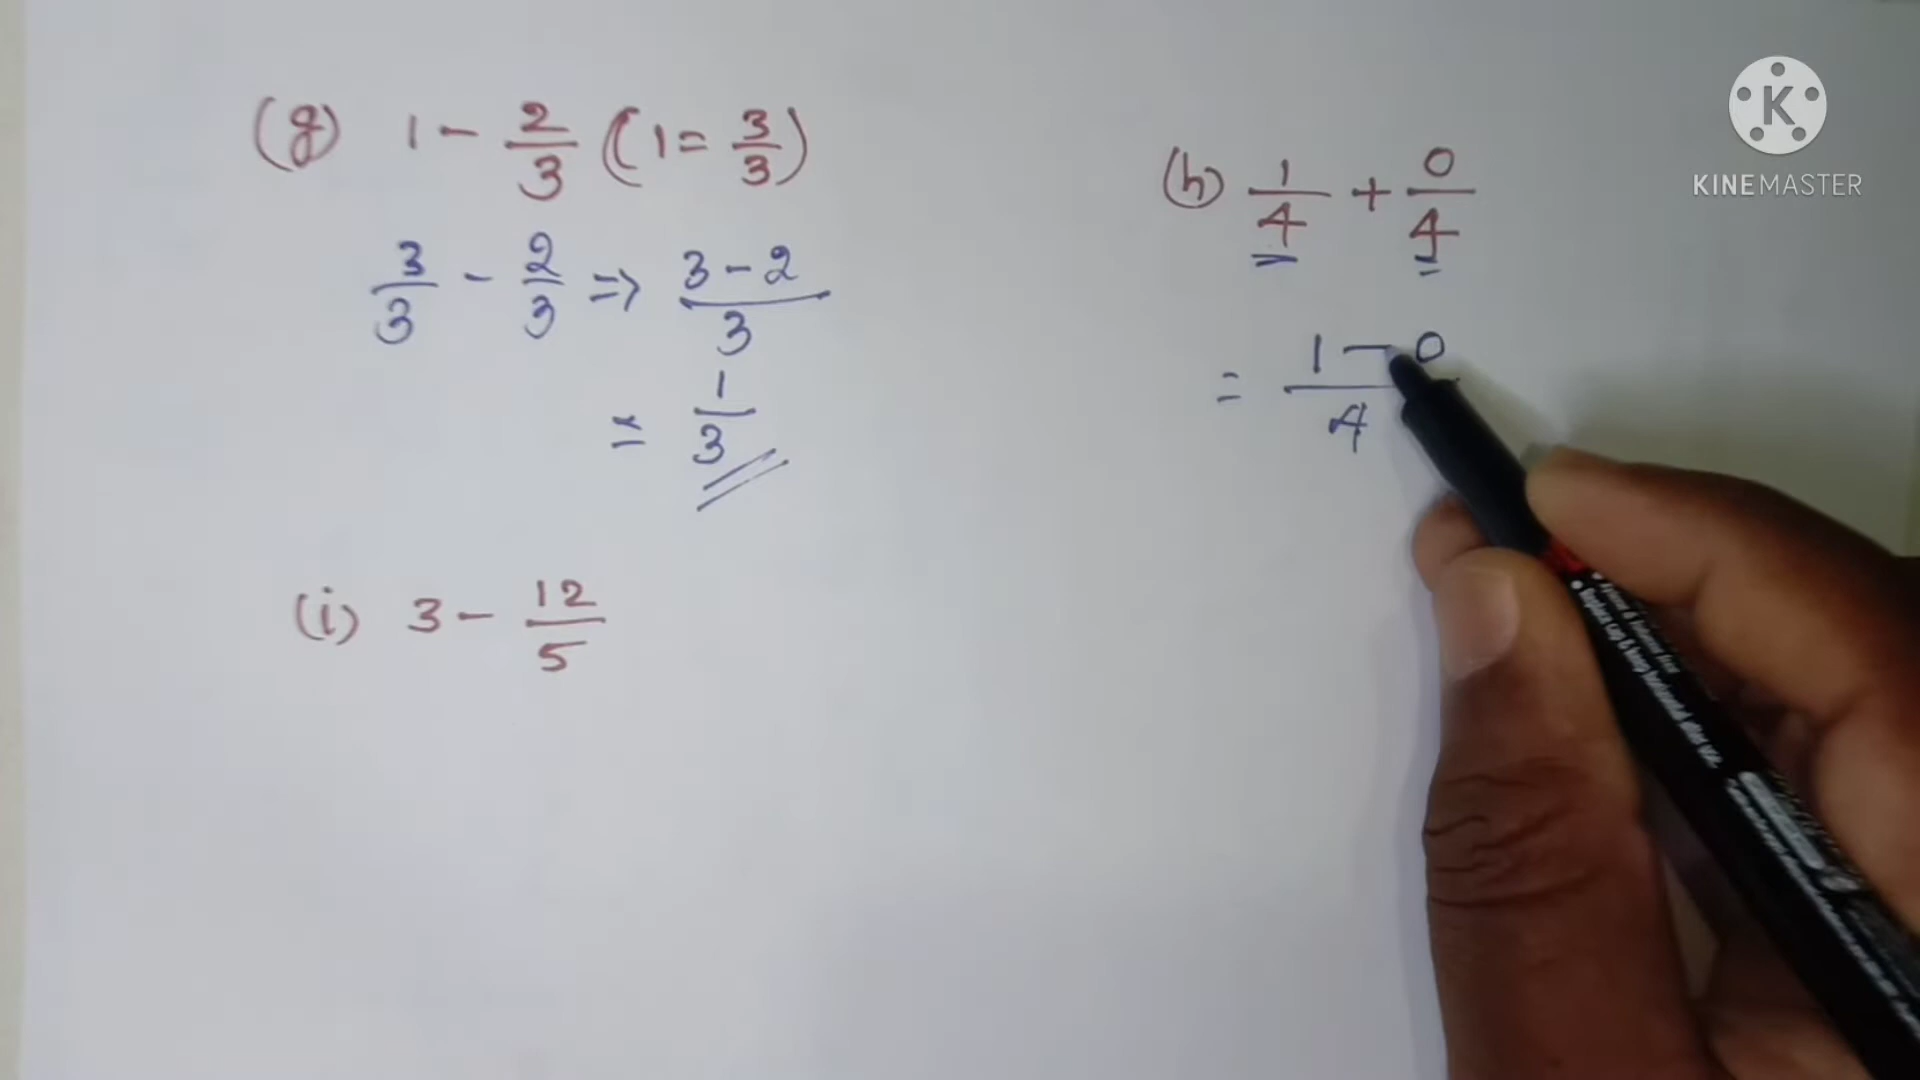 (g) 1 - 2/3 (1 = 3/3)
3/3 - 2/3 => 3 - 2/3
= 1/3
(h) 1/4 + 0/4
= 1 - 0/4
(i) 3 - 12/5
K
KINEMASTER